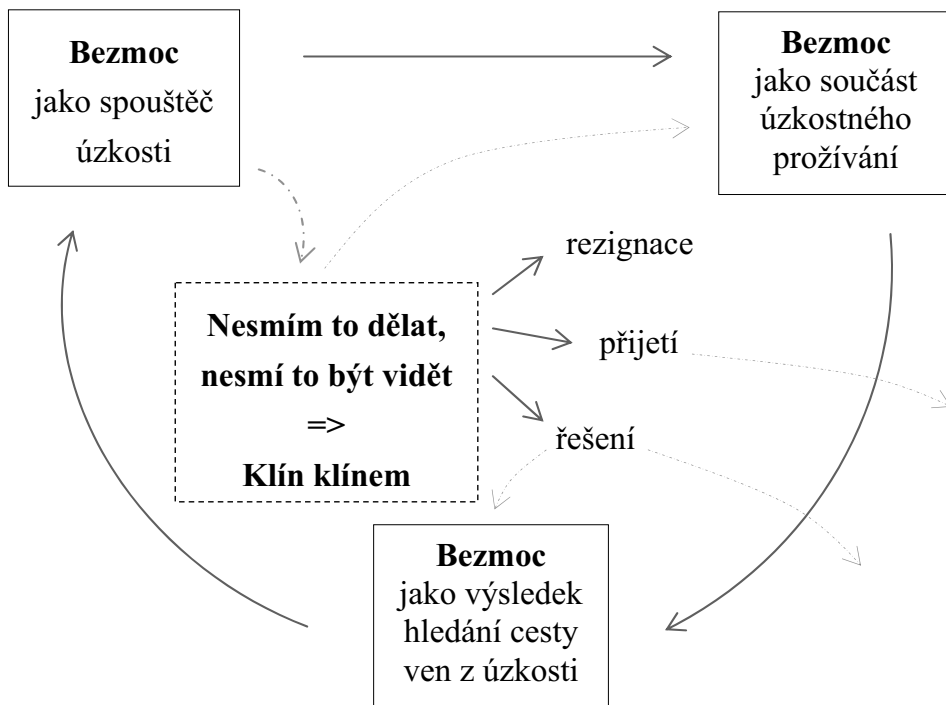 Bezmoc
jako spouštěč
úzkosti
Bezmoc
jako součást
úzkostného
prožívání
rezignace
přijetí
řešení
Nesmím to dělat,
nesmí to být vidět
=>
Klín klínem
Bezmoc
jako výsledek
hledání cesty
ven z úzkosti